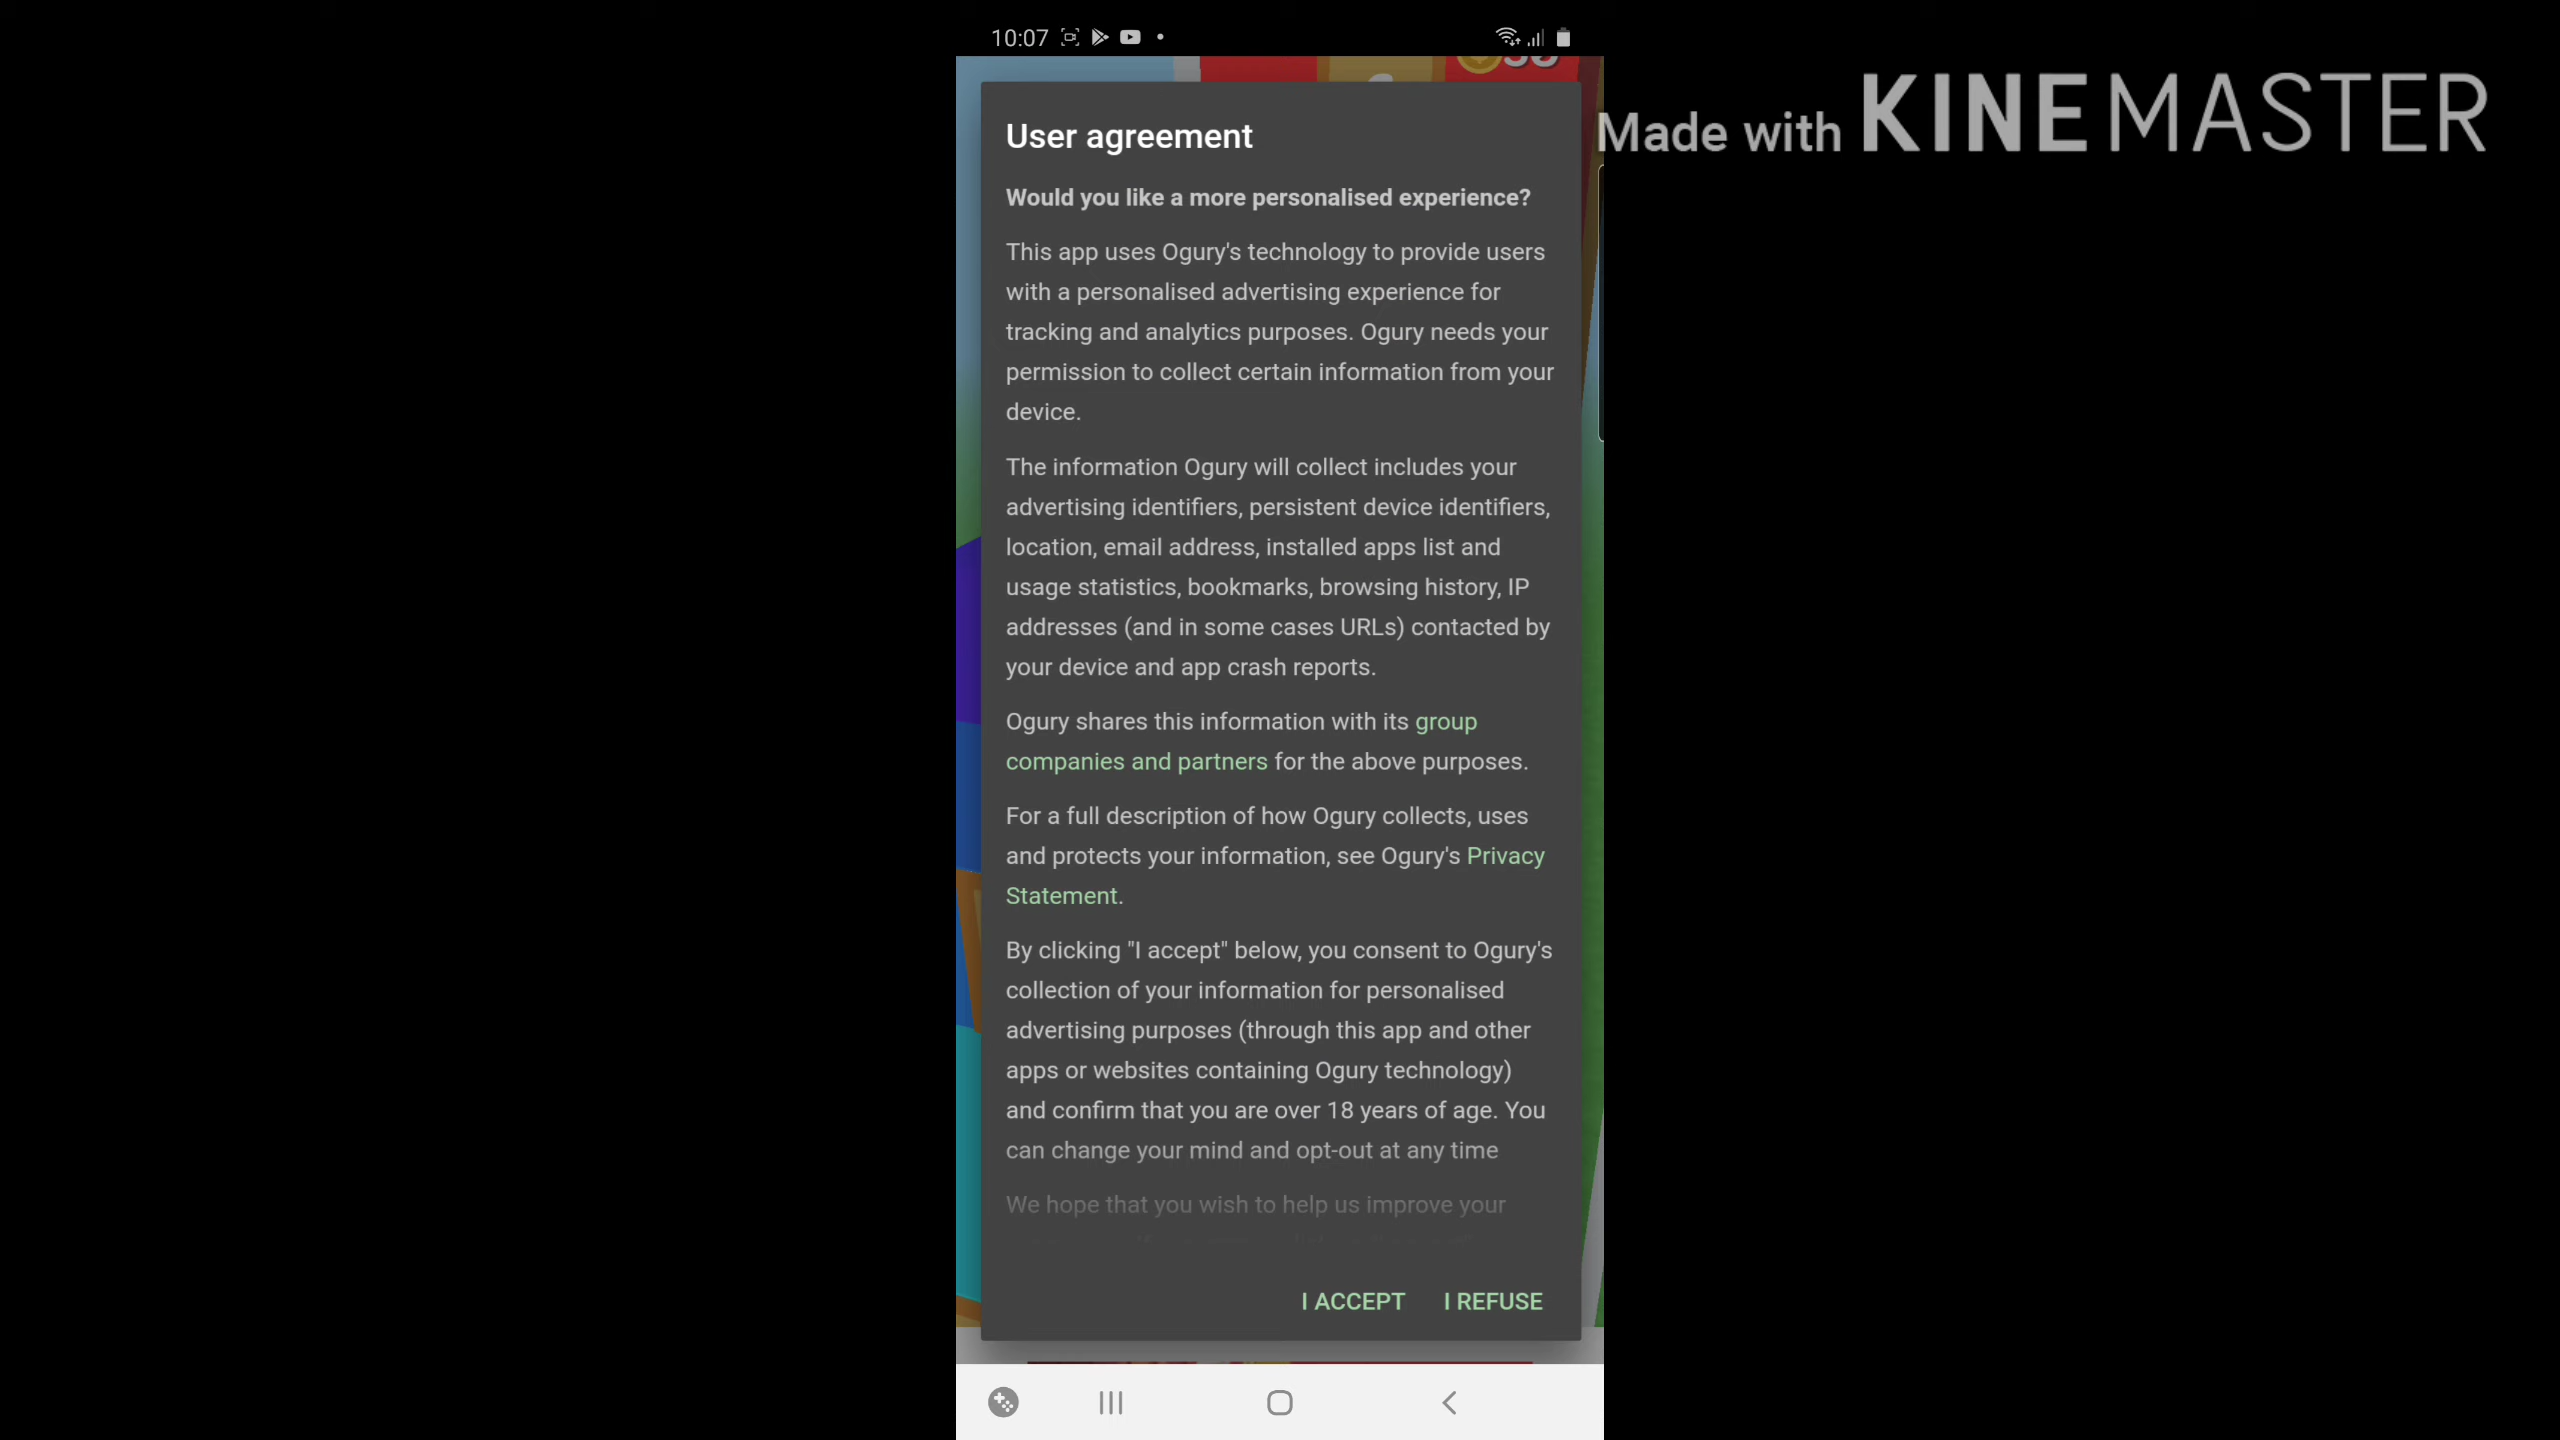 10:07
Made with KINEMASTER
User agreement
Would you like a more personalised experience?
This app uses Ogury's technology to provide users
with a personalised advertising experience for
tracking and analytics purposes. Ogury needs your
permission to collect certain information from your
device.
The information Ogury will collect includes your
advertising identifiers, persistent device identifiers,
location, email address, installed apps list and
usage statistics, bookmarks, browsing history, IP
addresses (and in some cases URLs) contacted by
your device and app crash reports.
Ogury shares this information with its group
companies and partners for the above purposes.
For a full description of how Ogury collects, uses
and protects your information, see Ogury's Privacy
Statement.
By clicking "I accept" below, you consent to Ogury's
collection of your information for personalised
advertising purposes (through this app and other
apps or websites containing Ogury technology)
and confirm that you are over 18 years of age. You
can change your mind and opt-out at any time
We hope that you wish to help us improve your
I ACCEPT I REFUSE